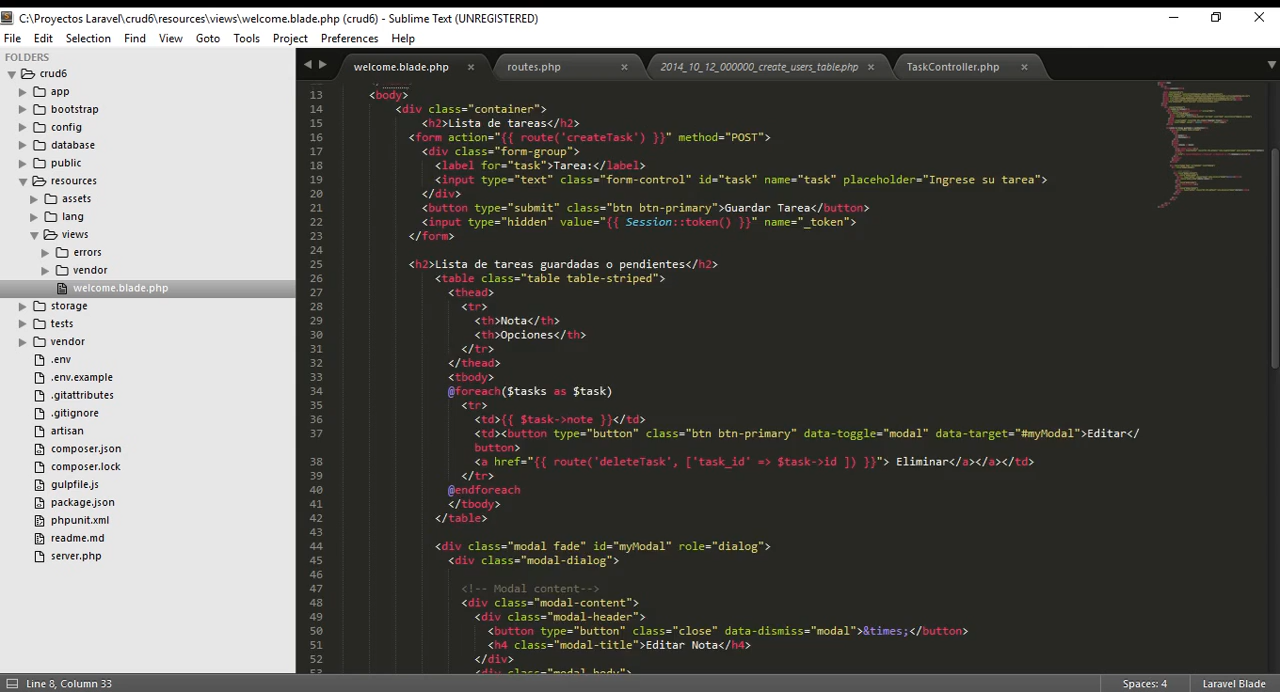 C:\Proyectos Laravel\crud6\resources\views\welcome.blade.php (crud6) - Sublime Text (UNREGISTERED)
File Edit Selection Find View Goto Tools Project Preferences Help
FOLDERS
crud6
app
bootstrap
config
database
public
resources
assets
lang
views
errors
vendor
welcome.blade.php
storage
tests
vendor
.env
.env.example
.gitattributes
.gitignore
artisan
composer.json
composer.lock
gulpfile.js
package.json
phpunit.xml
readme.md
server.php
welcome.blade.php × routes.php × 2014_10_12_000000_create_users_table.php × TaskController.php ×
13 <body>
14 <div class="container">
15 <h2>Lista de tareas</h2>
16 <form action="{{ route('createTask') }}" method="POST">
17 <div class="form-group">
18 <label for="task">Tarea:</label>
19 <input type="text" class="form-control" id="task" name="task" placeholder="Ingrese su tarea">
20 </div>
21 <button type="submit" class="btn btn-primary">Guardar Tarea</button>
22 <input type="hidden" value="{{ Session::token() }}" name="_token">
23 </form>
24
25 <h2>Lista de tareas guardadas o pendientes</h2>
26 <table class="table table-striped">
27 <thead>
28 <tr>
29 <th>Nota</th>
30 <th>Opciones</th>
31 </tr>
32 </thead>
33 <tbody>
34 @foreach($tasks as $task)
35 <tr>
36 <td>{{ $task->note }}</td>
37 <td><button type="button" class="btn btn-primary" data-toggle="modal" data-target="#myModal">Editar</
button>
38 <a href="{{ route('deleteTask', ['task_id' => $task->id ]) }}"> Eliminar</a></a></td>
39 </tr>
40 @endforeach
41 </tbody>
42 </table>
43
44 <div class="modal fade" id="myModal" role="dialog">
45 <div class="modal-dialog">
46
47 <!-- Modal content-->
48 <div class="modal-content">
49 <div class="modal-header">
50 <button type="button" class="close" data-dismiss="modal">&times;</button>
51 <h4 class="modal-title">Editar Nota</h4>
52 </div>
53 <div class="modal-body">
Line 8, Column 33
Spaces: 4 Laravel Blade